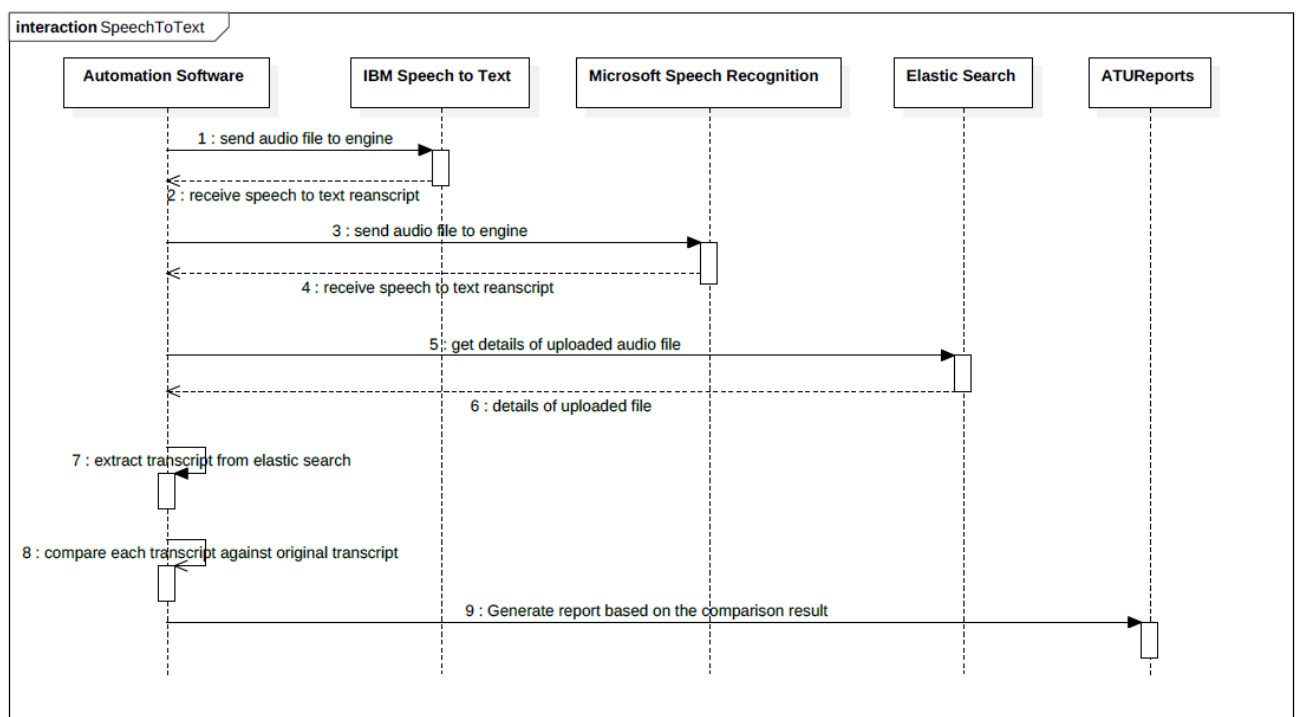 interaction SpeechToText
Automation Software
IBM Speech to Text
Microsoft Speech Recognition
Elastic Search
ATUReports
1 : send audio file to engine
2 : receive speech to text reanscript
3 : send audio file to engine
4 : receive speech to text reanscript
5 : get details of uploaded audio file
6 : details of uploaded file
7 : extract transcript from elastic search
8 : compare each transcript against original transcript
9 : Generate report based on the comparison result